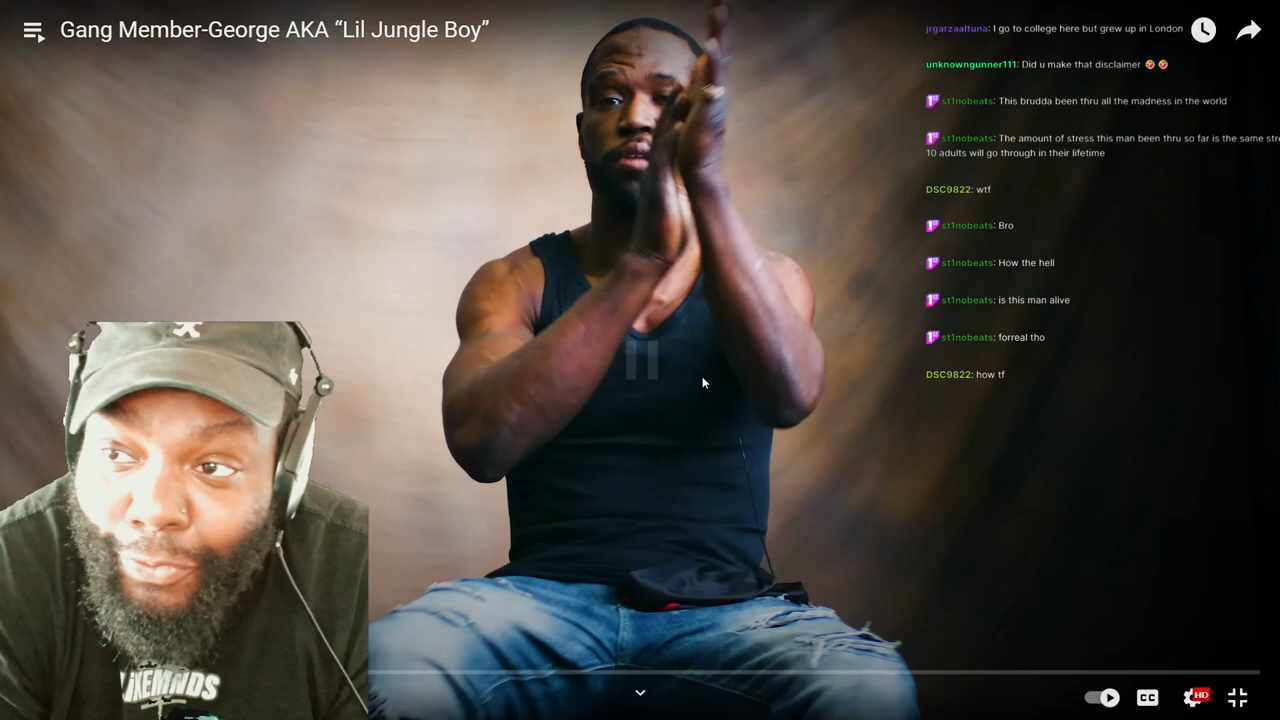 Gang Member-George AKA “Lil Jungle Boy”
jrgarzaaltuna: I go to college here but grew up in London
unknowngunner111: Did u make that disclaimer 🤣 🤣
st1nobeats: This brudda been thru all the madness in the world
st1nobeats: The amount of stress this man been thru so far is the same
10 adults will go through in their lifetime
DSC9822: wtf
st1nobeats: Bro
st1nobeats: How the hell
st1nobeats: is this man alive
st1nobeats: forreal tho
DSC9822: how tf
LIKEMNDS
CC
HD